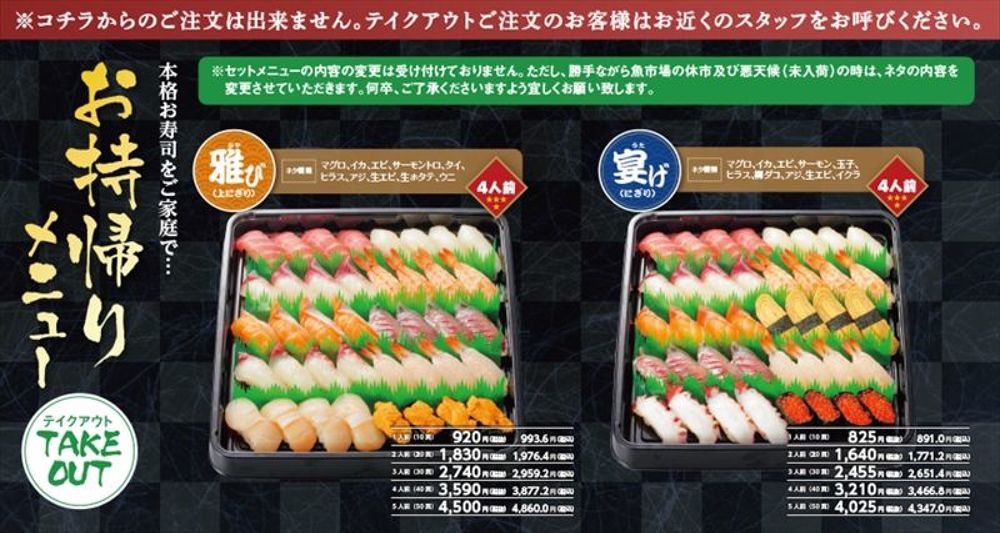 ※コチラからのご注文は出来ません。テイクアウトご注文のお客様はお近くのスタッフをお呼びください。
お持帰り
メニュー
本格お寿司をご家庭で…
※セットメニューの内容の変更は受け付けておりません。ただし、勝手ながら魚市場の休市及び悪天候(未入荷)の時は、ネタの内容を
変更させていただきます。何卒、ご了承くださいますよう宜しくお願い致します。
テイクアウト
TAKE
OUT
みや
雅び
(上にぎり)
ネタ種類
マグロ、イカ、エビ、サーモントロ、タイ、
ヒラス、アジ、生エビ、生ホタテ、ウニ
4人前
1人前(10貫) 920円(税抜) 993.6円(税込)
2人前(20貫) 1,830円(税抜) 1,976.4円(税込)
3人前(30貫) 2,740円(税抜) 2,959.2円(税込)
4人前(40貫) 3,590円(税抜) 3,877.2円(税込)
5人前(50貫) 4,500円(税抜) 4,860.0円(税込)
うた
宴げ
(にぎり)
ネタ種類
マグロ、イカ、エビ、サーモン、玉子、
ヒラス、蒸ダコ、アジ、生エビ、イクラ
4人前
1人前(10貫) 825円(税抜) 891.0円(税込)
2人前(20貫) 1,640円(税抜) 1,771.2円(税込)
3人前(30貫) 2,455円(税抜) 2,651.4円(税込)
4人前(40貫) 3,210円(税抜) 3,466.8円(税込)
5人前(50貫) 4,025円(税抜) 4,347.0円(税込)